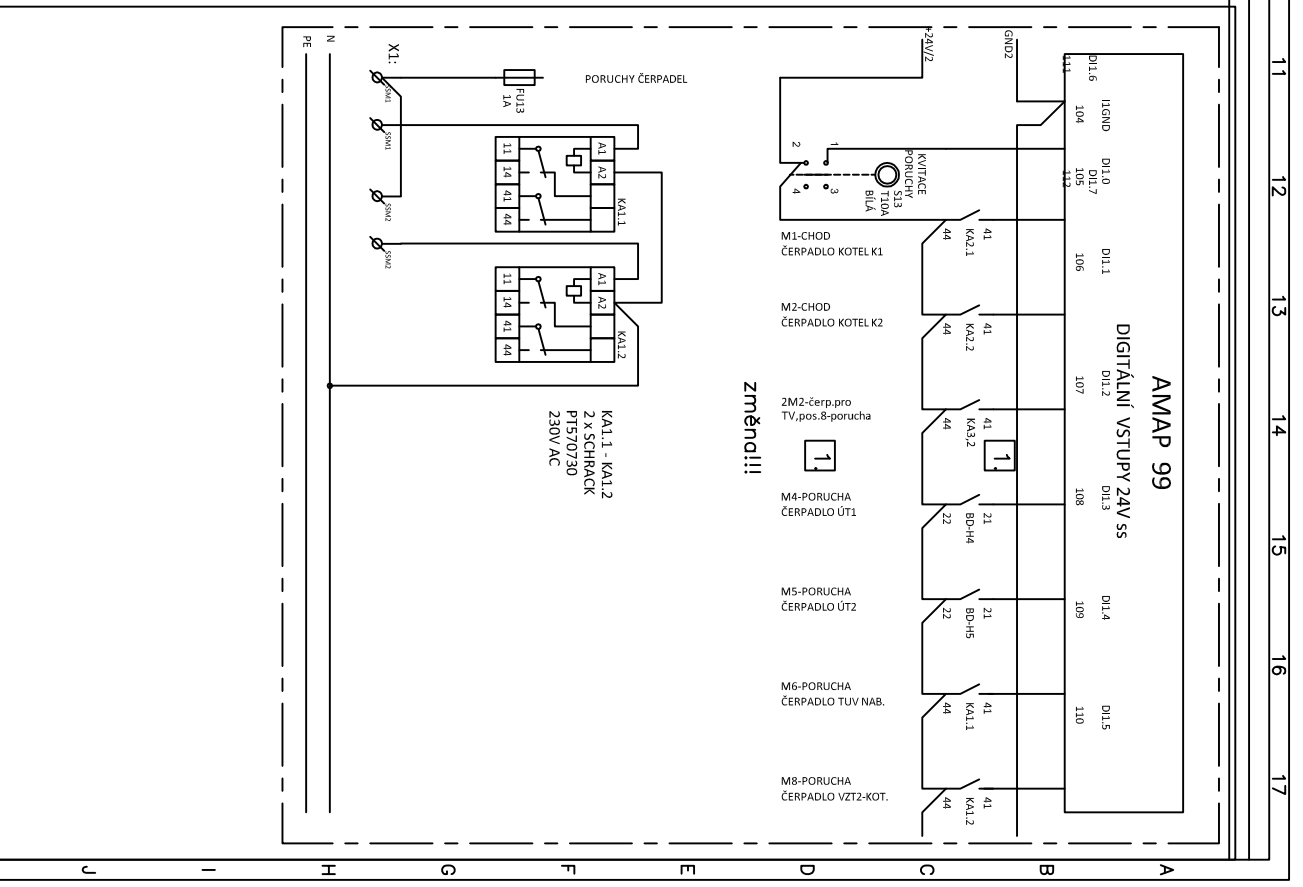 11
12
13
14
15
16
17
A
B
C
D
E
F
G
H
I
J
AMAP 99
DIGITÁLNÍ VSTUPY 24V ss
DI1.6
I1GND
DI1.0
DI1.7
DI1.1
DI1.2
DI1.3
DI1.4
DI1.5
111
104
105
112
106
107
108
109
110
GND2
+24V/2
KVITACE
PORUCHY
S13
T10A
BÍLÁ
1
2
3
4
41
KA2.1
44
41
KA2.2
44
41
KA3,2
44
1.
21
BD-H4
22
21
BD-H5
22
41
KA1.1
44
41
KA1.2
44
M1-CHOD
ČERPADLO KOTEL K1
M2-CHOD
ČERPADLO KOTEL K2
2M2-čerp.pro
TV,pos.8-porucha
1.
změna!!!
M4-PORUCHA
ČERPADLO ÚT1
M5-PORUCHA
ČERPADLO ÚT2
M6-PORUCHA
ČERPADLO TUV NAB.
M8-PORUCHA
ČERPADLO VZT2-KOT.
PORUCHY ČERPADEL
FU13
1A
X1:
SSM1
SSM1
SSM2
SSM2
N
PE
A1
A2
KA1.1
11
14
41
44
A1
A2
KA1.2
11
14
41
44
KA1.1 - KA1.2
2 x SCHRACK
PT570730
230V AC